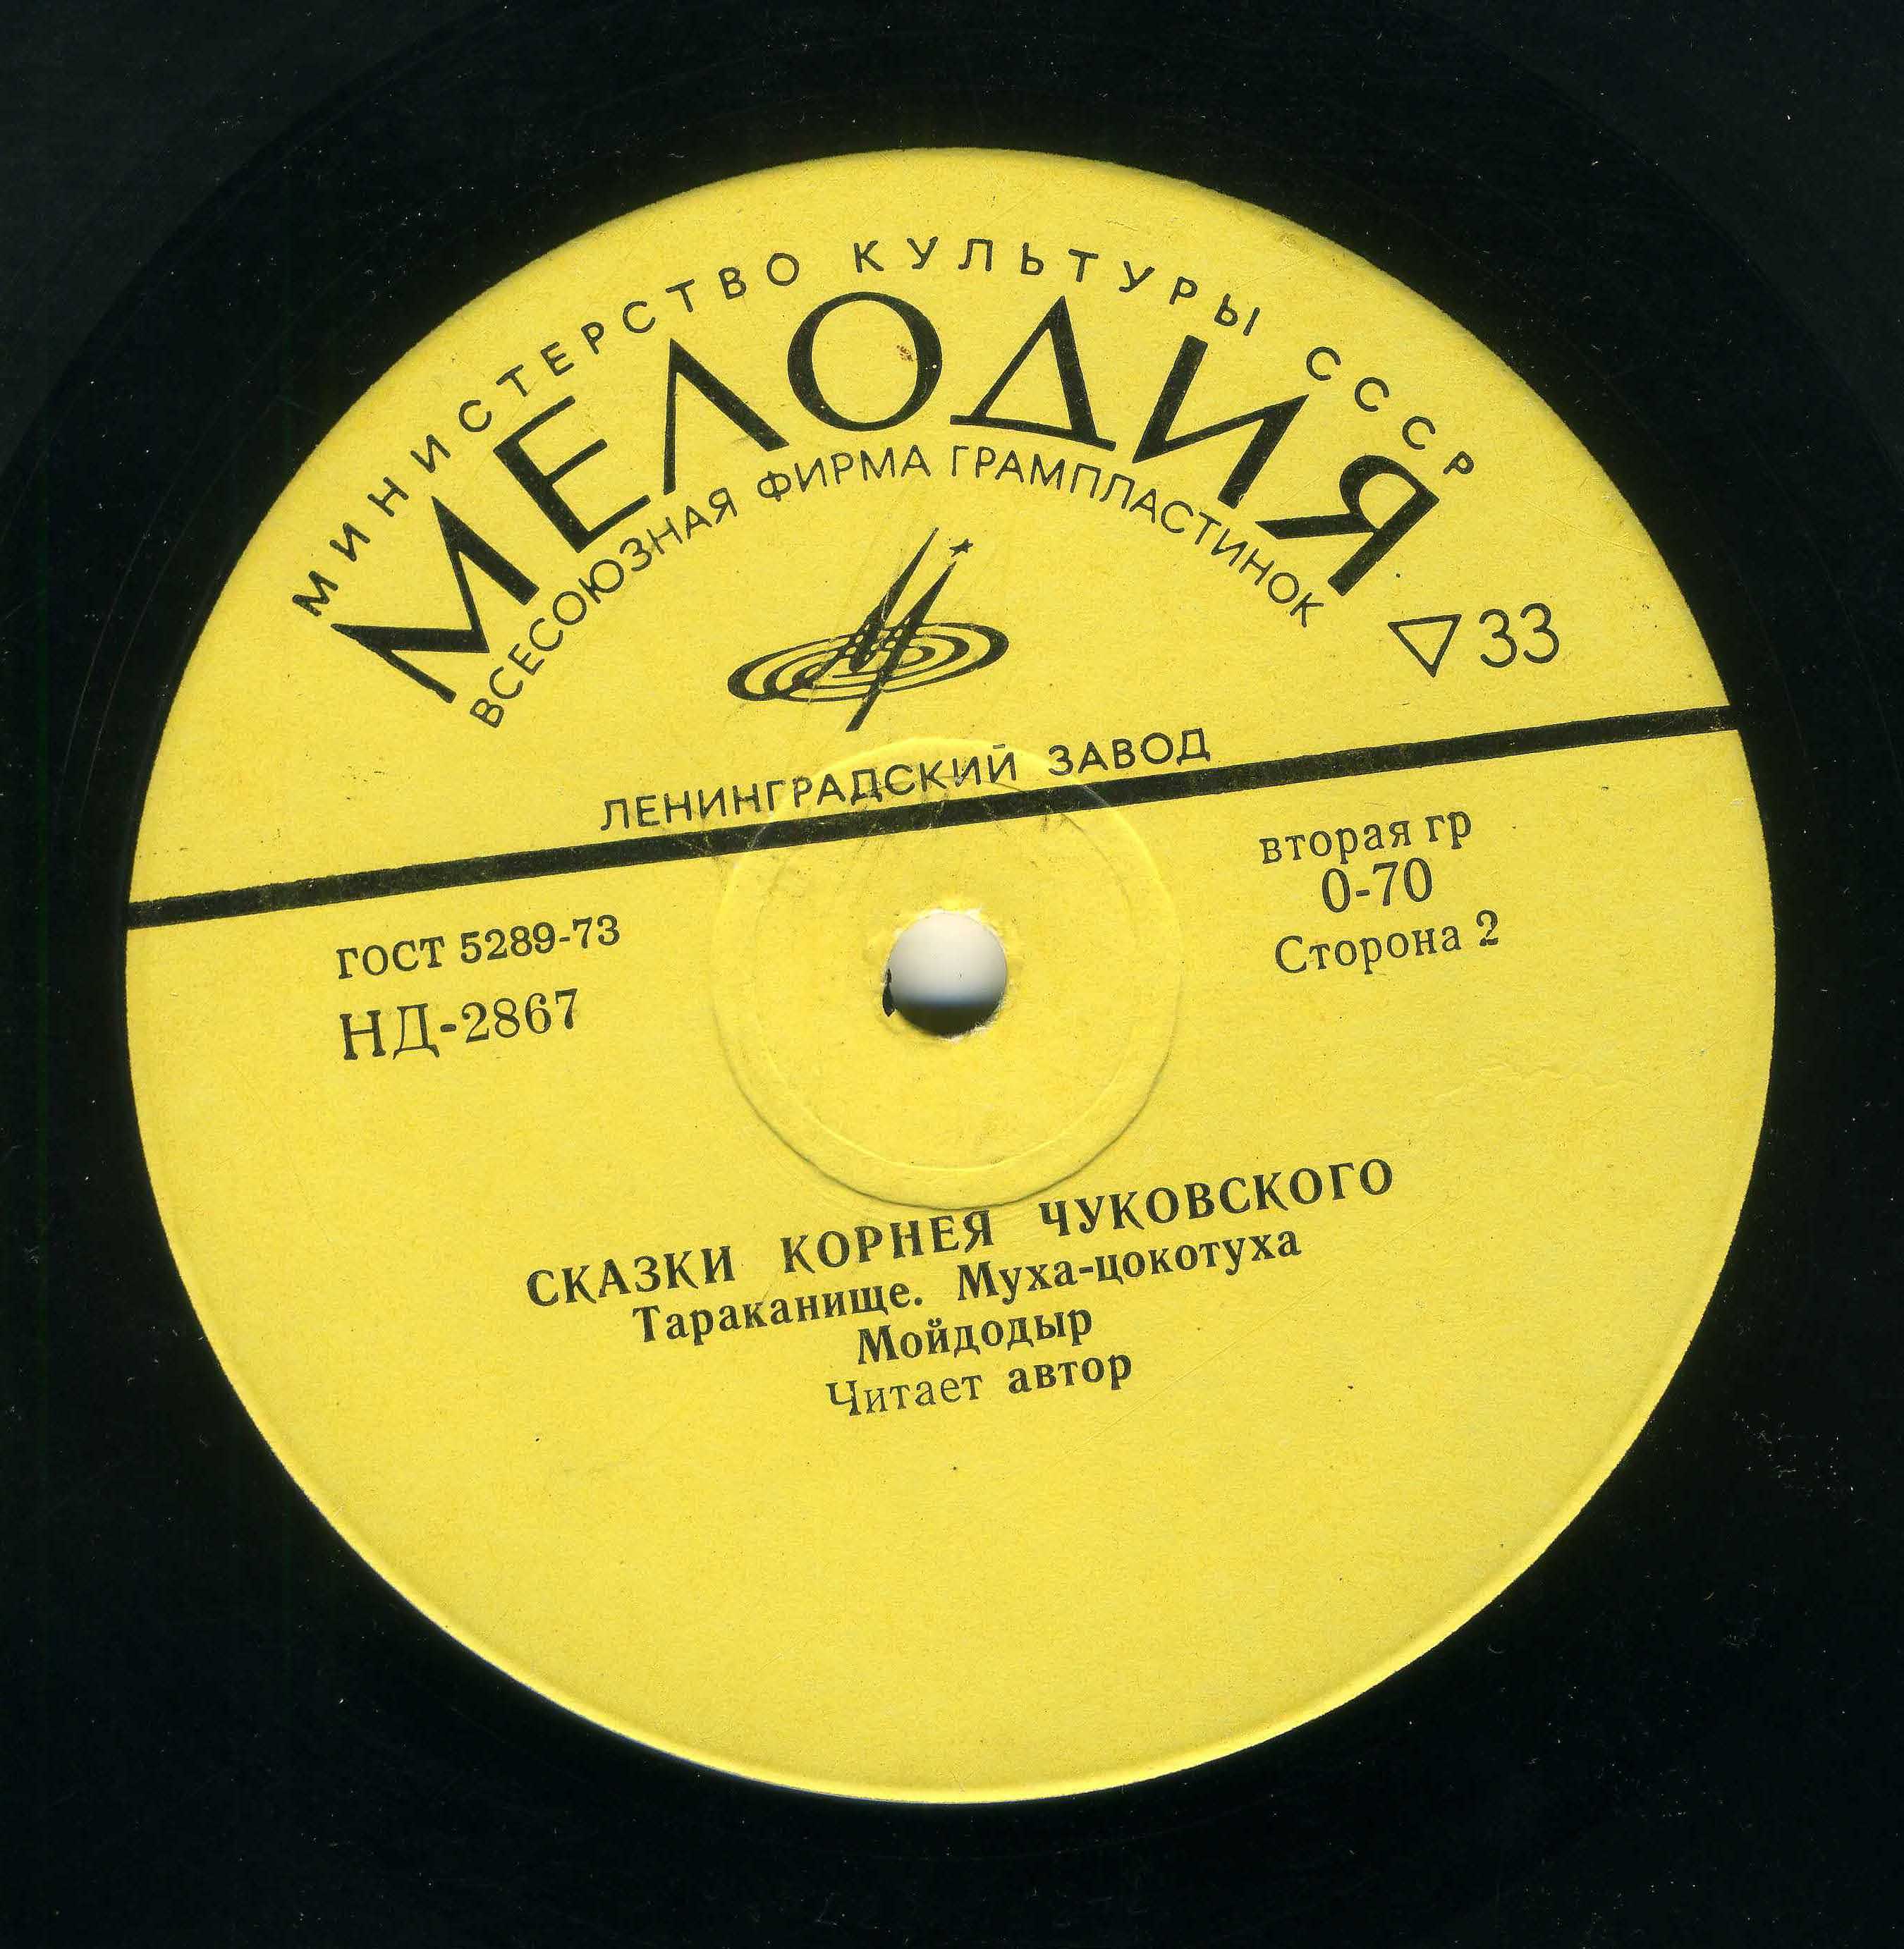 МИНИСТЕРСТВО КУЛЬТУРЫ СССР
МЕЛОДИЯ
ВСЕСОЮЗНАЯ ФИРМА ГРАМПЛАСТИНОК
▽33
ЛЕНИНГРАДСКИЙ ЗАВОД
ГОСТ 5289-73
НД-2867
вторая гр
0-70
Сторона 2
СКАЗКИ КОРНЕЯ ЧУКОВСКОГО
Тараканище. Муха-цокотуха
Мойдодыр
Читает автор